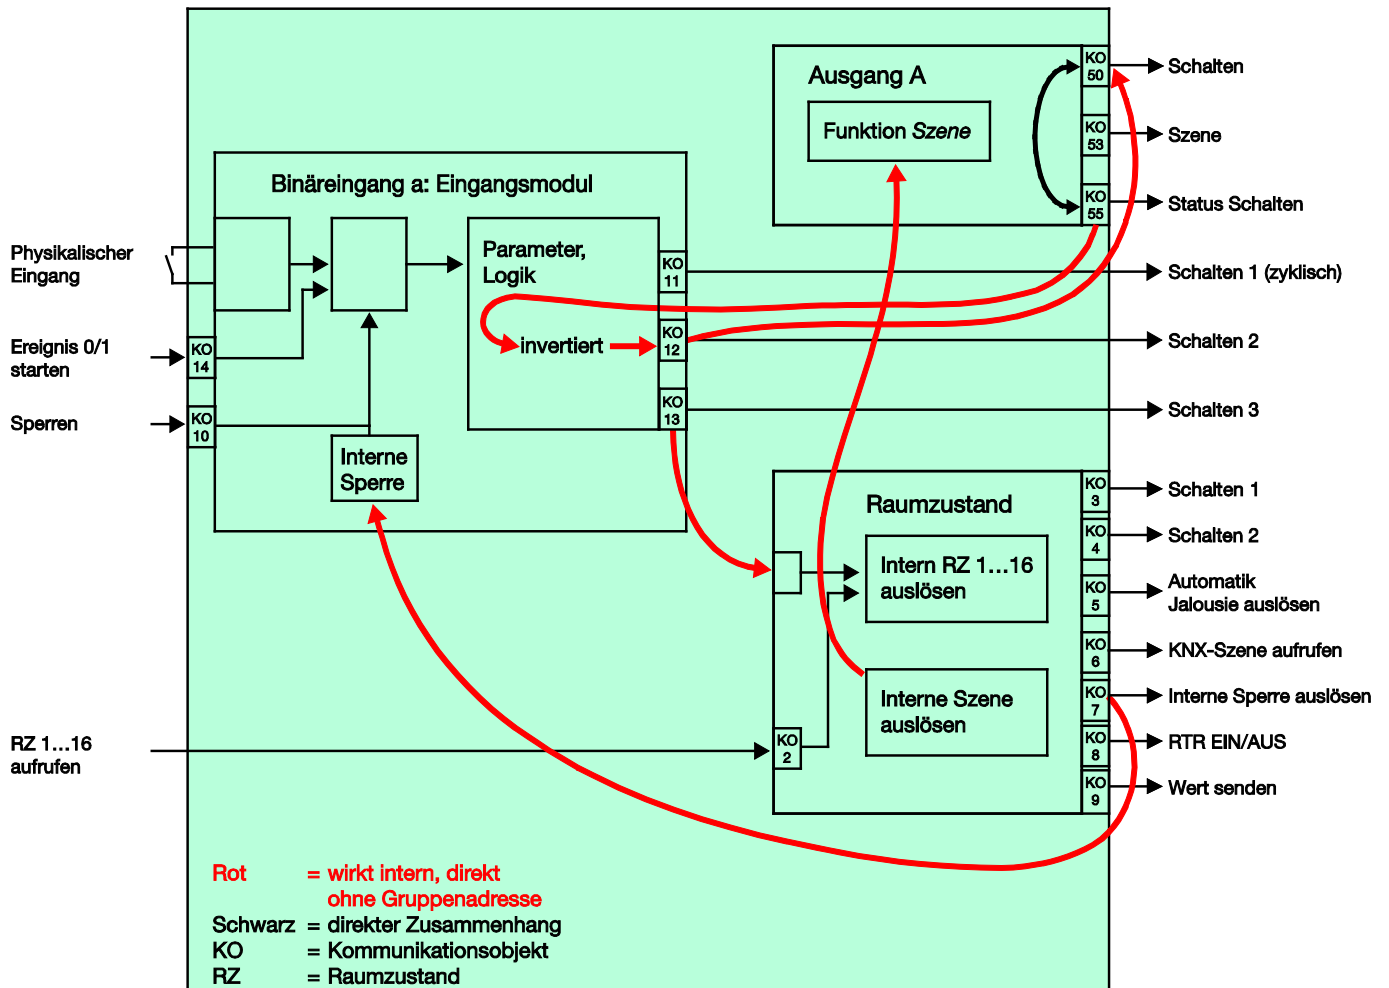 Ausgang A
Funktion Szene
KO
50
Schalten
KO
53
Szene
KO
55
Status Schalten
Binäreingang a: Eingangsmodul
Physikalischer
Eingang
Parameter,
Logik
invertiert
KO
11
Schalten 1 (zyklisch)
KO
12
Schalten 2
KO
13
Schalten 3
Ereignis 0/1
starten
KO
14
Sperren
KO
10
Interne
Sperre
Raumzustand
Intern RZ 1...16
auslösen
Interne Szene
auslösen
KO
3
Schalten 1
KO
4
Schalten 2
KO
5
Automatik
Jalousie auslösen
KO
6
KNX-Szene aufrufen
KO
7
Interne Sperre auslösen
KO
8
RTR EIN/AUS
KO
9
Wert senden
RZ 1...16
aufrufen
KO
2
Rot = wirkt intern, direkt
ohne Gruppenadresse
Schwarz = direkter Zusammenhang
KO = Kommunikationsobjekt
RZ = Raumzustand